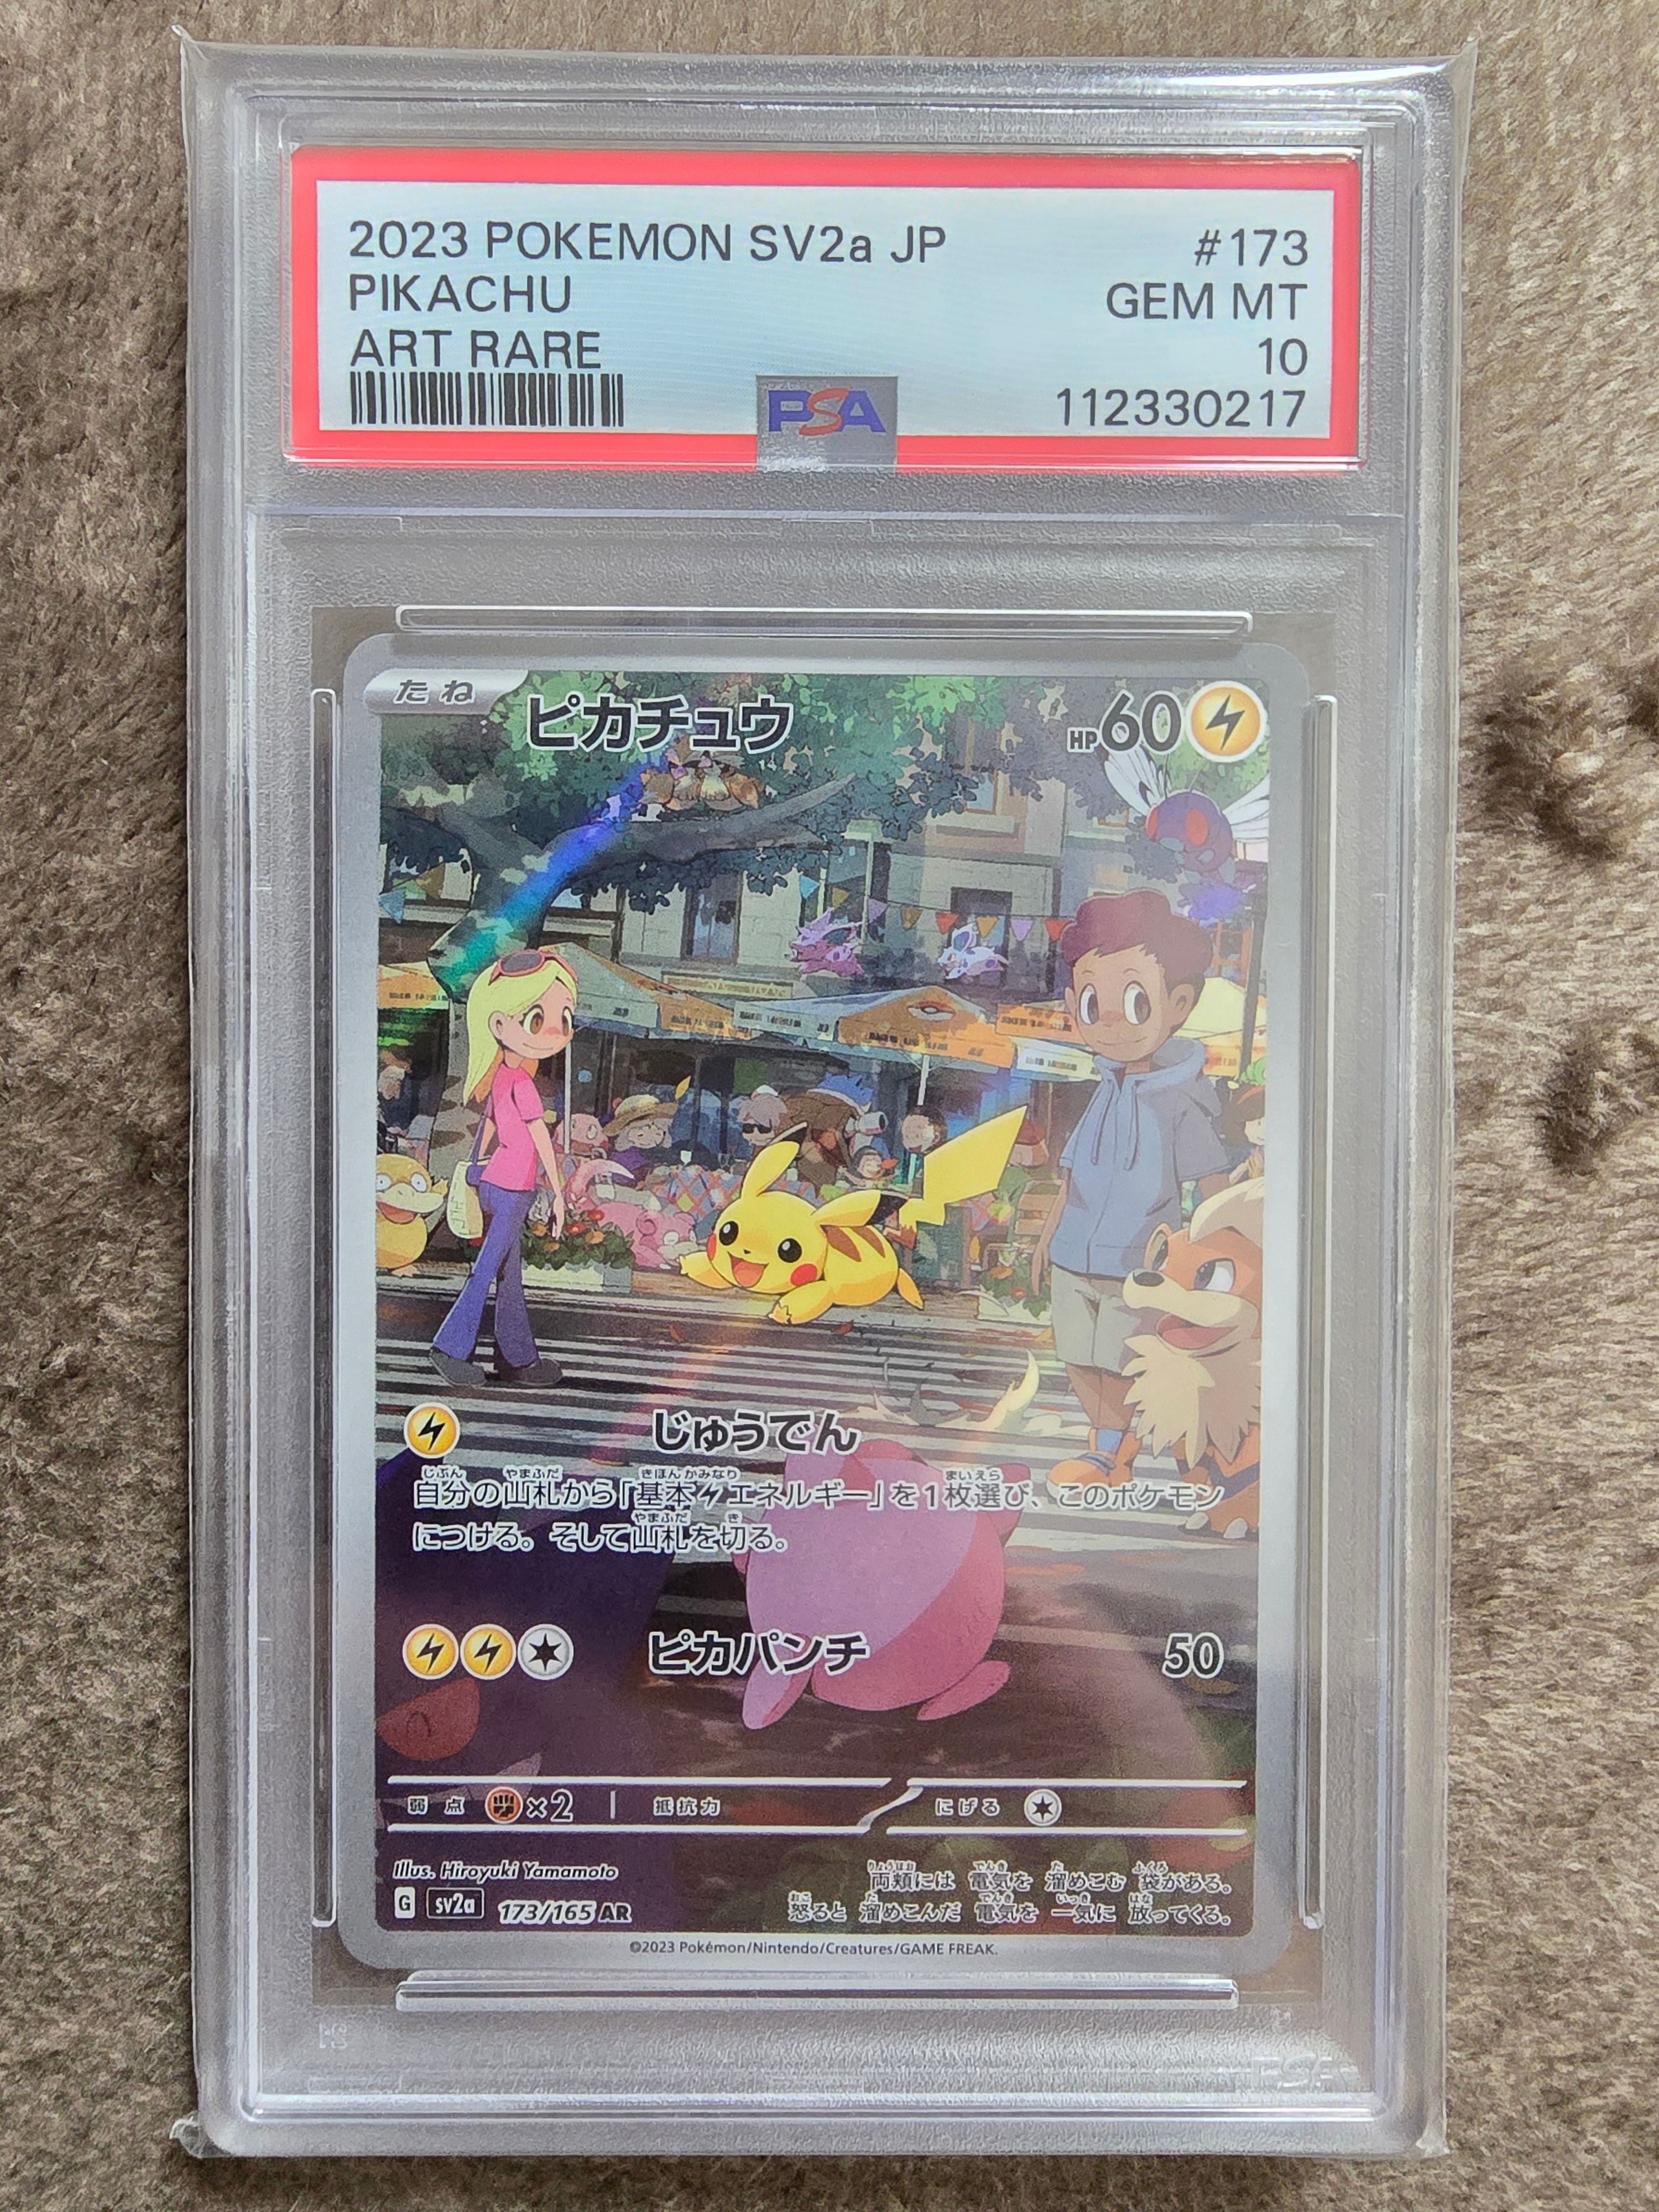 2023 POKEMON SV2a JP #173
PIKACHU GEM MT
ART RARE 10
PSA 112330217
たね ピカチュウ HP60
じゅうでん
自分の山札から「基本エネルギー」を1枚選び、このポケモン
につける。そして山札を切る。
ピカパンチ 50
弱点 ×2 抵抗力 にげる
Illus. Hiroyuki Yamamoto
両頬には 電気を 溜めこむ 袋がある。
怒ると 溜めこんだ 電気を 一気に 放ってくる。
G sv2a 173/165 AR
©2023 Pokémon/Nintendo/Creatures/GAME FREAK.
PSA